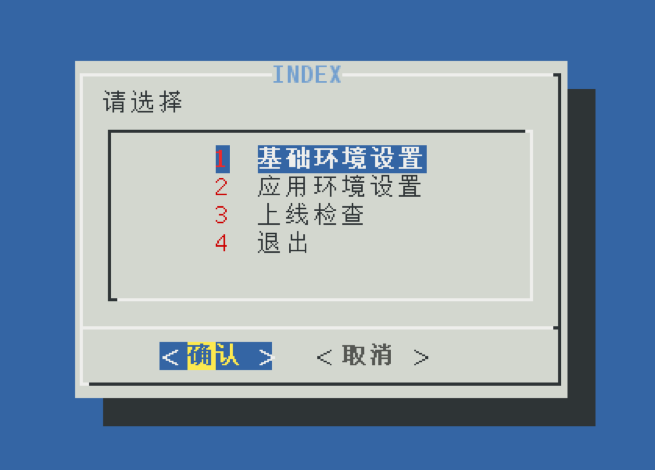 INDEX
请选择
1 基础环境设置
2 应用环境设置
3 上线检查
4 退出
<确认 > <取消 >